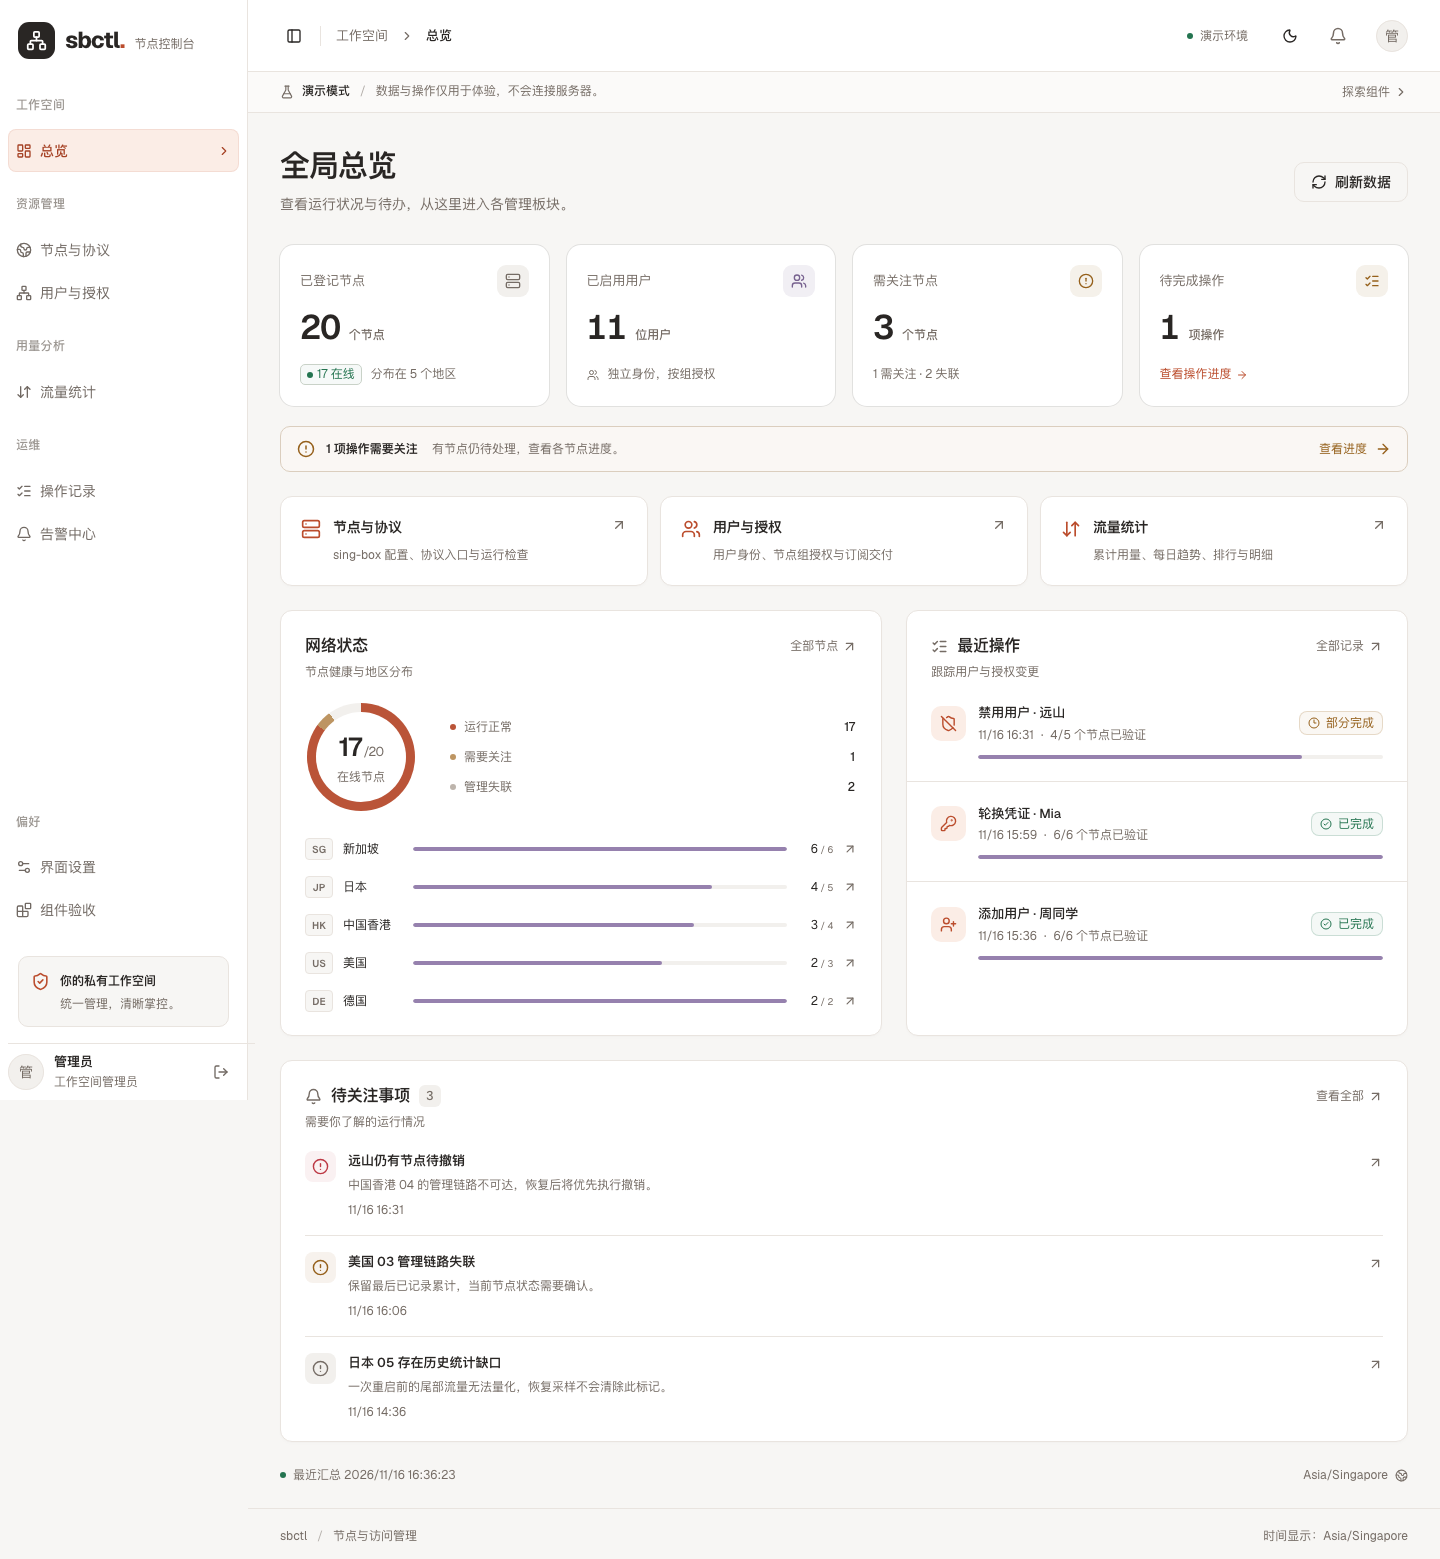 sbctl. 节点控制台
工作空间
总览
资源管理
节点与协议
用户与授权
用量分析
流量统计
运维
操作记录
告警中心
偏好
界面设置
组件验收
你的私有工作空间
统一管理，清晰掌控。
管
管理员
工作空间管理员
工作空间 总览
演示环境
管
演示模式 / 数据与操作仅用于体验，不会连接服务器。
探索组件
全局总览
查看运行状况与待办，从这里进入各管理板块。
刷新数据
已登记节点
20 个节点
17 在线 分布在 5 个地区
已启用用户
11 位用户
独立身份，按组授权
需关注节点
3 个节点
1 需关注 · 2 失联
待完成操作
1 项操作
查看操作进度
1 项操作需要关注 有节点仍待处理，查看各节点进度。
查看进度
节点与协议
sing-box 配置、协议入口与运行检查
用户与授权
用户身份、节点组授权与订阅交付
流量统计
累计用量、每日趋势、排行与明细
网络状态
全部节点
节点健康与地区分布
17/20
在线节点
运行正常 17
需要关注 1
管理失联 2
SG 新加坡 6 / 6
JP 日本 4 / 5
HK 中国香港 3 / 4
US 美国 2 / 3
DE 德国 2 / 2
最近操作
全部记录
跟踪用户与授权变更
禁用用户 · 远山
11/16 16:31 · 4/5 个节点已验证
部分完成
轮换凭证 · Mia
11/16 15:59 · 6/6 个节点已验证
已完成
添加用户 · 周同学
11/16 15:36 · 6/6 个节点已验证
已完成
待关注事项 3
查看全部
需要你了解的运行情况
远山仍有节点待撤销
中国香港 04 的管理链路不可达，恢复后将优先执行撤销。
11/16 16:31
美国 03 管理链路失联
保留最后已记录累计，当前节点状态需要确认。
11/16 16:06
日本 05 存在历史统计缺口
一次重启前的尾部流量无法量化，恢复采样不会清除此标记。
11/16 14:36
最近汇总 2026/11/16 16:36:23
Asia/Singapore
sbctl / 节点与访问管理
时间显示：Asia/Singapore